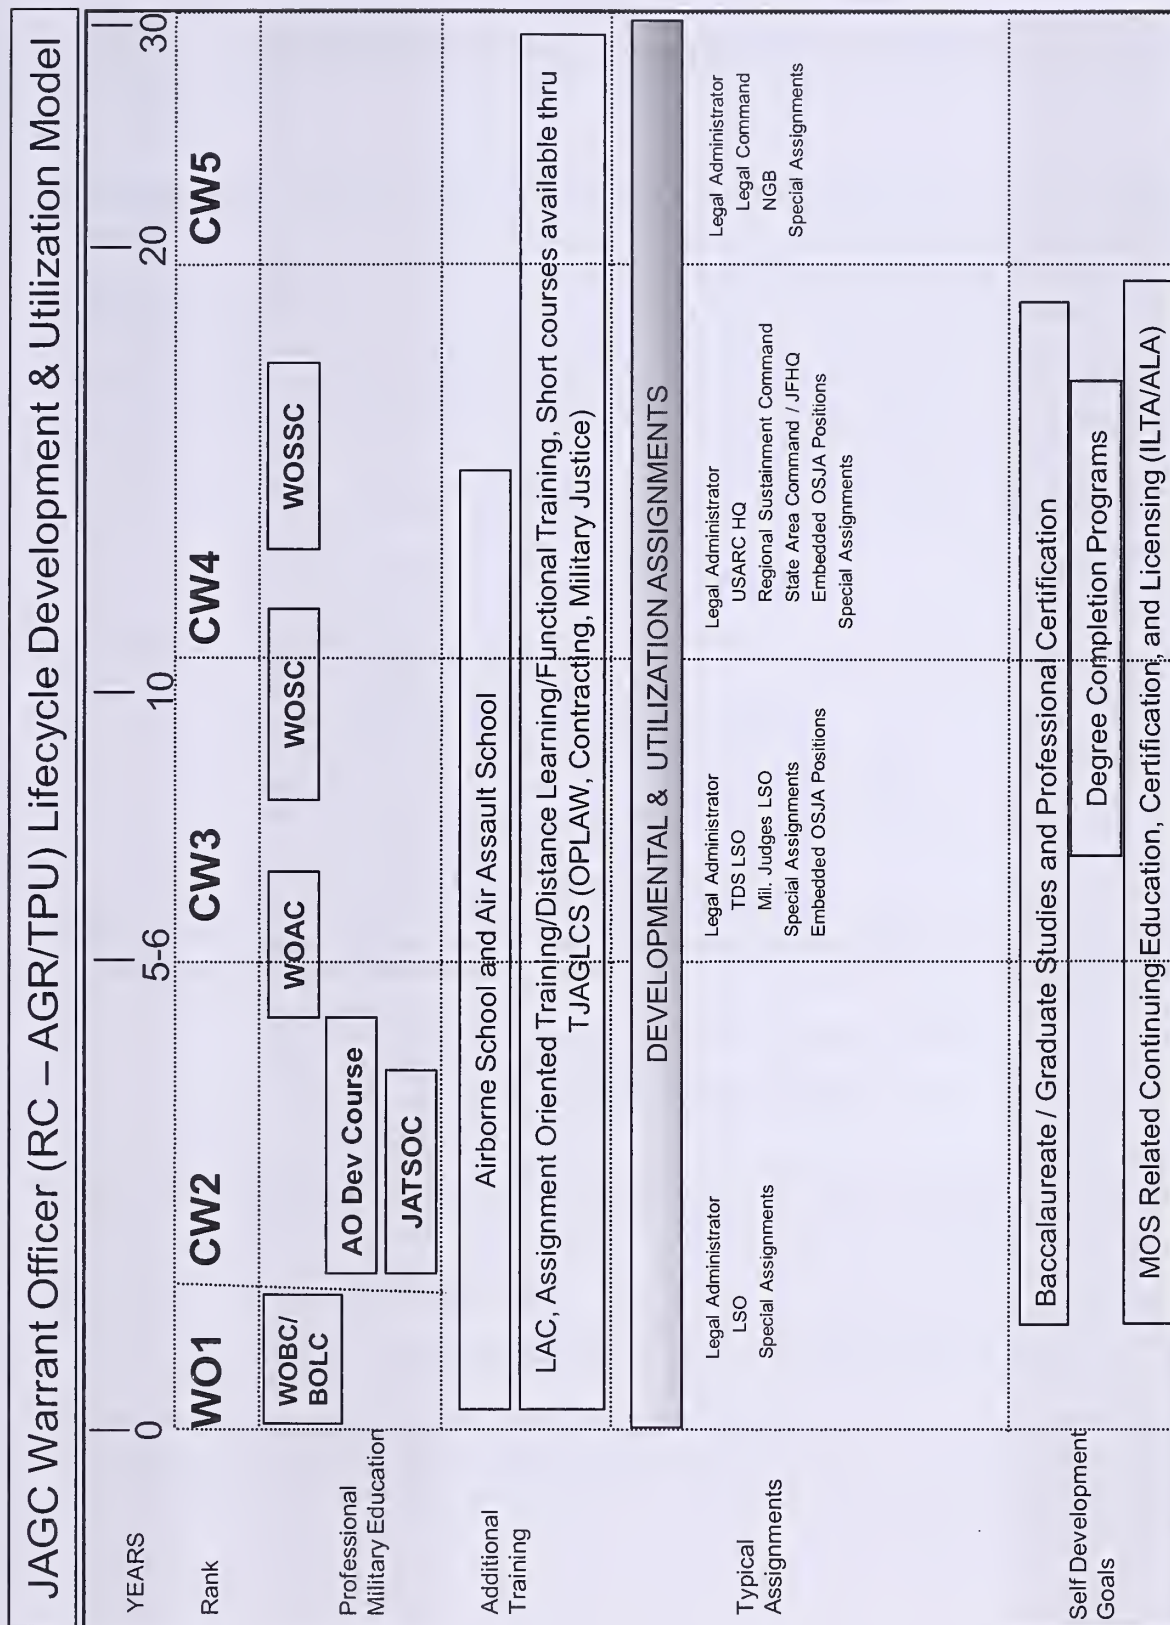 JAGC Warrant Officer (RC – AGR/TPU) Lifecycle Development & Utilization Model
YEARS
0
5-6
10
20
30
Rank
WO1
CW2
CW3
CW4
CW5
Professional
Military Education
WOBC/
BOLC
AO Dev Course
JATSOC
WOAC
WOSC
WOSSC
Additional
Training
Airborne School and Air Assault School
LAC, Assignment Oriented Training/Distance Learning/Functional Training, Short courses available thru
TJAGLCS (OPLAW, Contracting, Military Justice)
DEVELOPMENTAL & UTILIZATION ASSIGNMENTS
Typical
Assignments
Legal Administrator
LSO
Special Assignments
Legal Administrator
TDS LSO
Mil. Judges LSO
Special Assignments
Embedded OSJA Positions
Legal Administrator
USARC HQ
Regional Sustainment Command
State Area Command / JFHQ
Embedded OSJA Positions
Special Assignments
Legal Administrator
Legal Command
NGB
Special Assignments
Self Development
Goals
Baccalaureate / Graduate Studies and Professional Certification
Degree Completion Programs
MOS Related Continuing Education, Certification, and Licensing (ILTA/ALA)